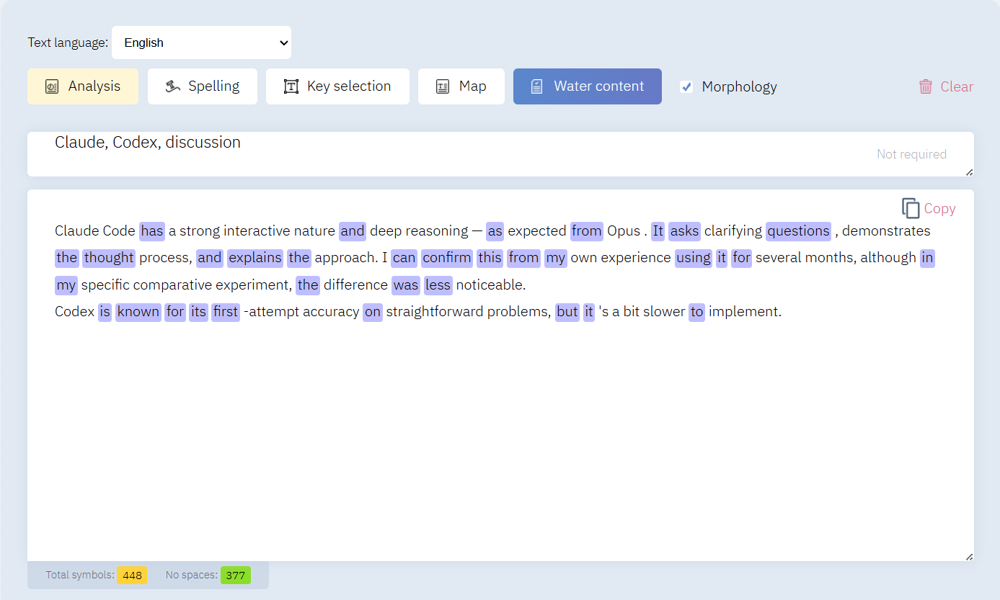 Text language: English
Analysis Spelling Key selection Map Water content Morphology Clear
Claude, Codex, discussion
Not required
Copy
Claude Code has a strong interactive nature and deep reasoning — as expected from Opus . It asks clarifying questions , demonstrates
the thought process, and explains the approach. I can confirm this from my own experience using it for several months, although in
my specific comparative experiment, the difference was less noticeable.
Codex is known for its first -attempt accuracy on straightforward problems, but it 's a bit slower to implement.
Total symbols: 448 No spaces: 377